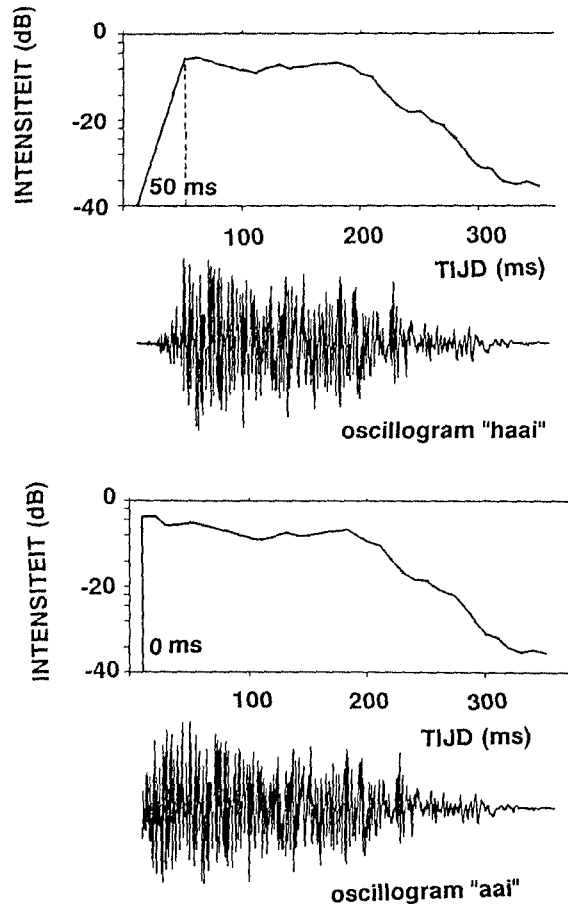 INTENSITEIT (dB)
0
-20
-40
50 ms
100
200
300
TIJD (ms)
oscillogram "haai"
INTENSITEIT (dB)
0
-20
-40
0 ms
100
200
300
TIJD (ms)
oscillogram "aai"